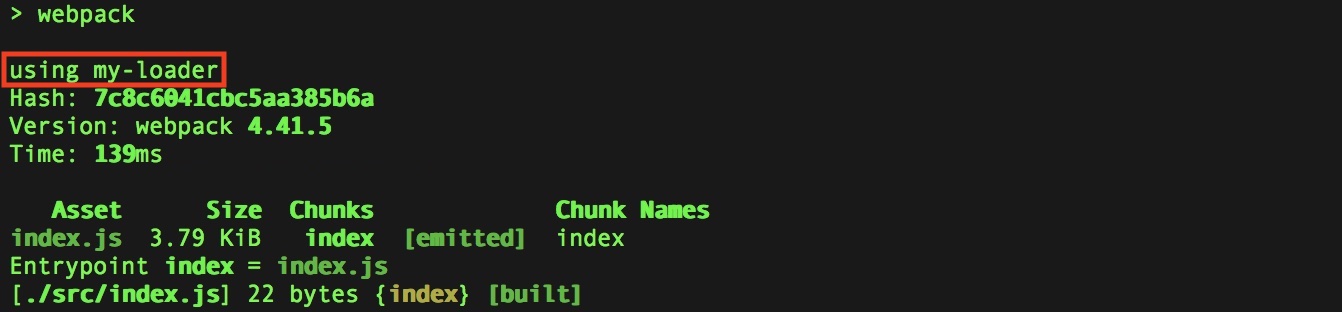 > webpack
using my-loader
Hash: 7c8c6041cbc5aa385b6a
Version: webpack 4.41.5
Time: 139ms
Asset Size Chunks Chunk Names
index.js 3.79 KiB index [emitted] index
Entrypoint index = index.js
[./src/index.js] 22 bytes {index} [built]